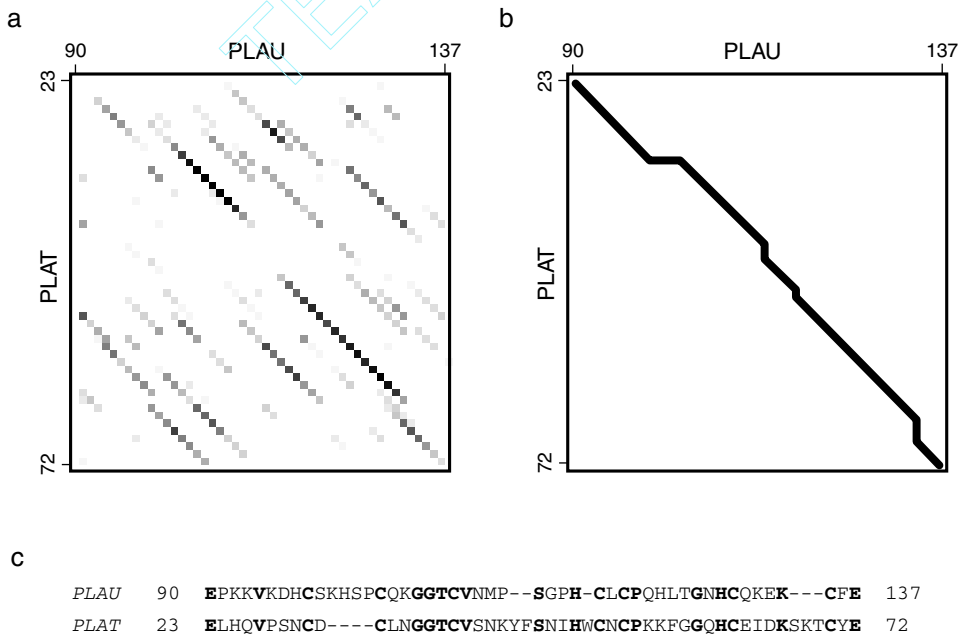 a
b
90 PLAU 137
90 PLAU 137
23
23
PLAT
PLAT
72
72
c
PLAU 90 EPKKVKDHCSKHSPCQKGGTCVNMP--SGPH-CLCPQHLTGNHCQKEK---CFE 137
PLAT 23 ELHQVPSNCD----CLNGGTCVSNKYFSNIHWCNCPKKFGGQHCEIDKSKTCYE 72